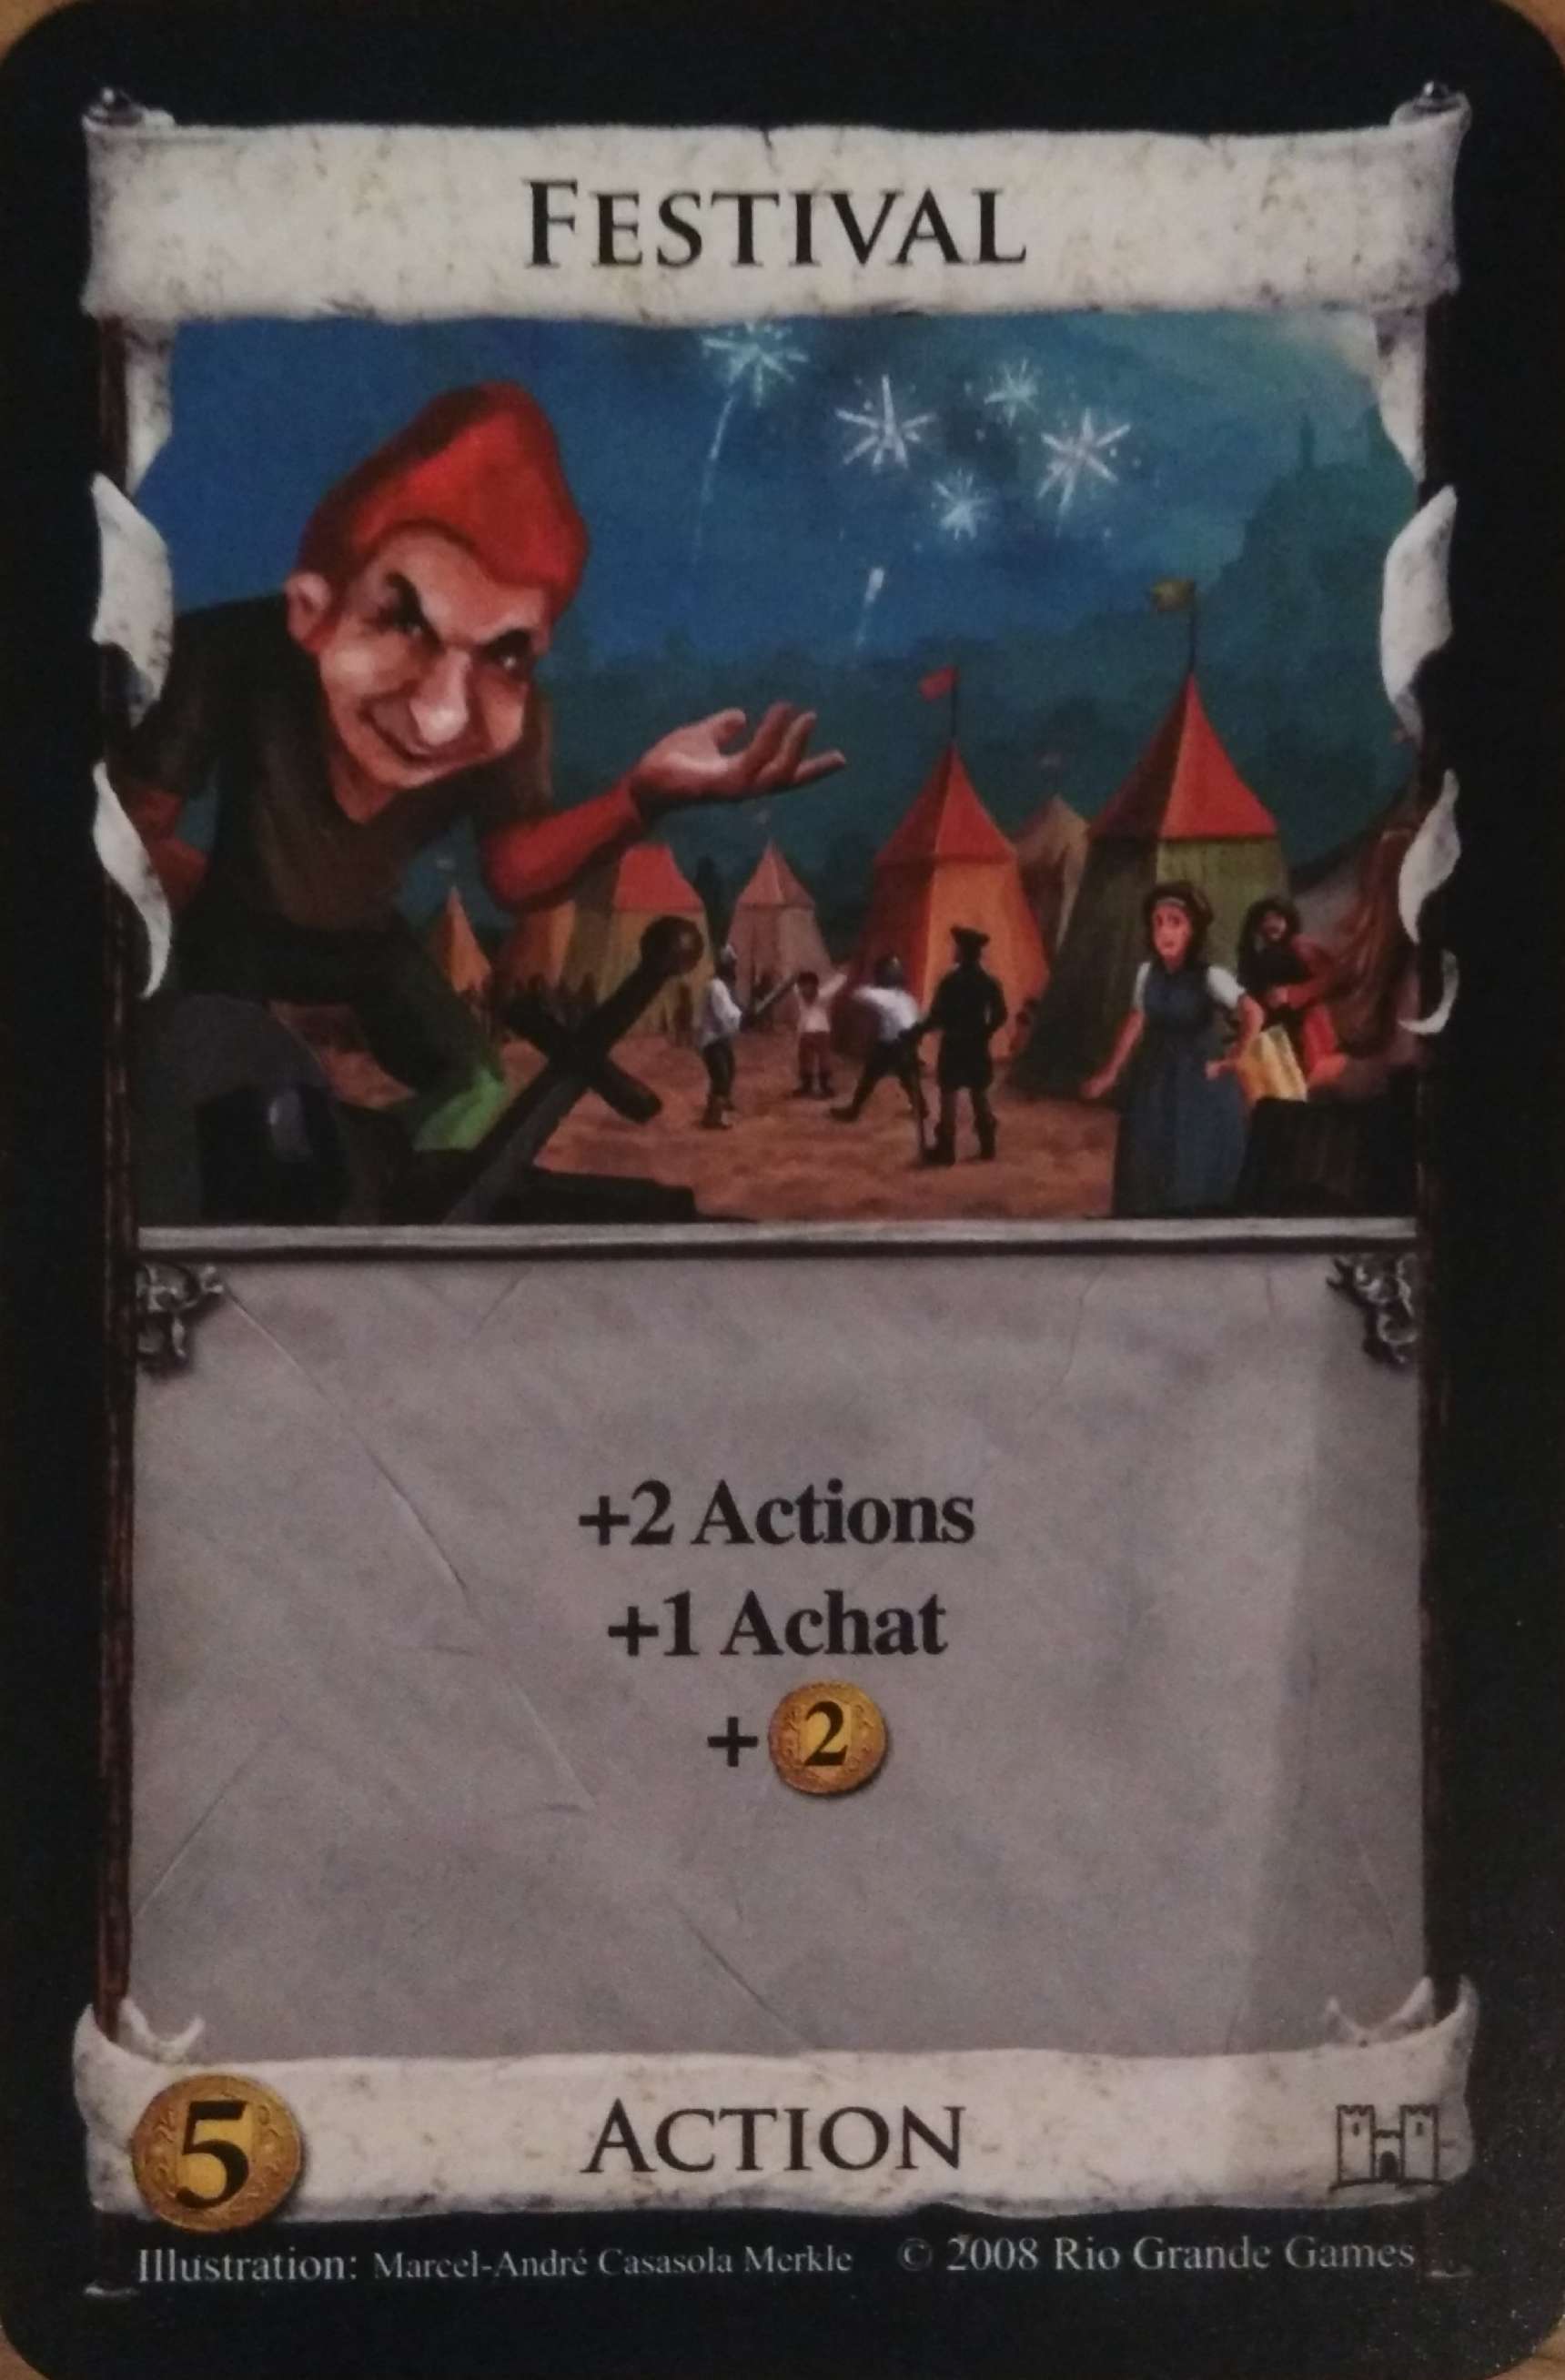 FESTIVAL
+2 Actions
+1 Achat
+ 2
5 ACTION
Illustration: Marcel-André Casasola Merkle © 2008 Rio Grande Games